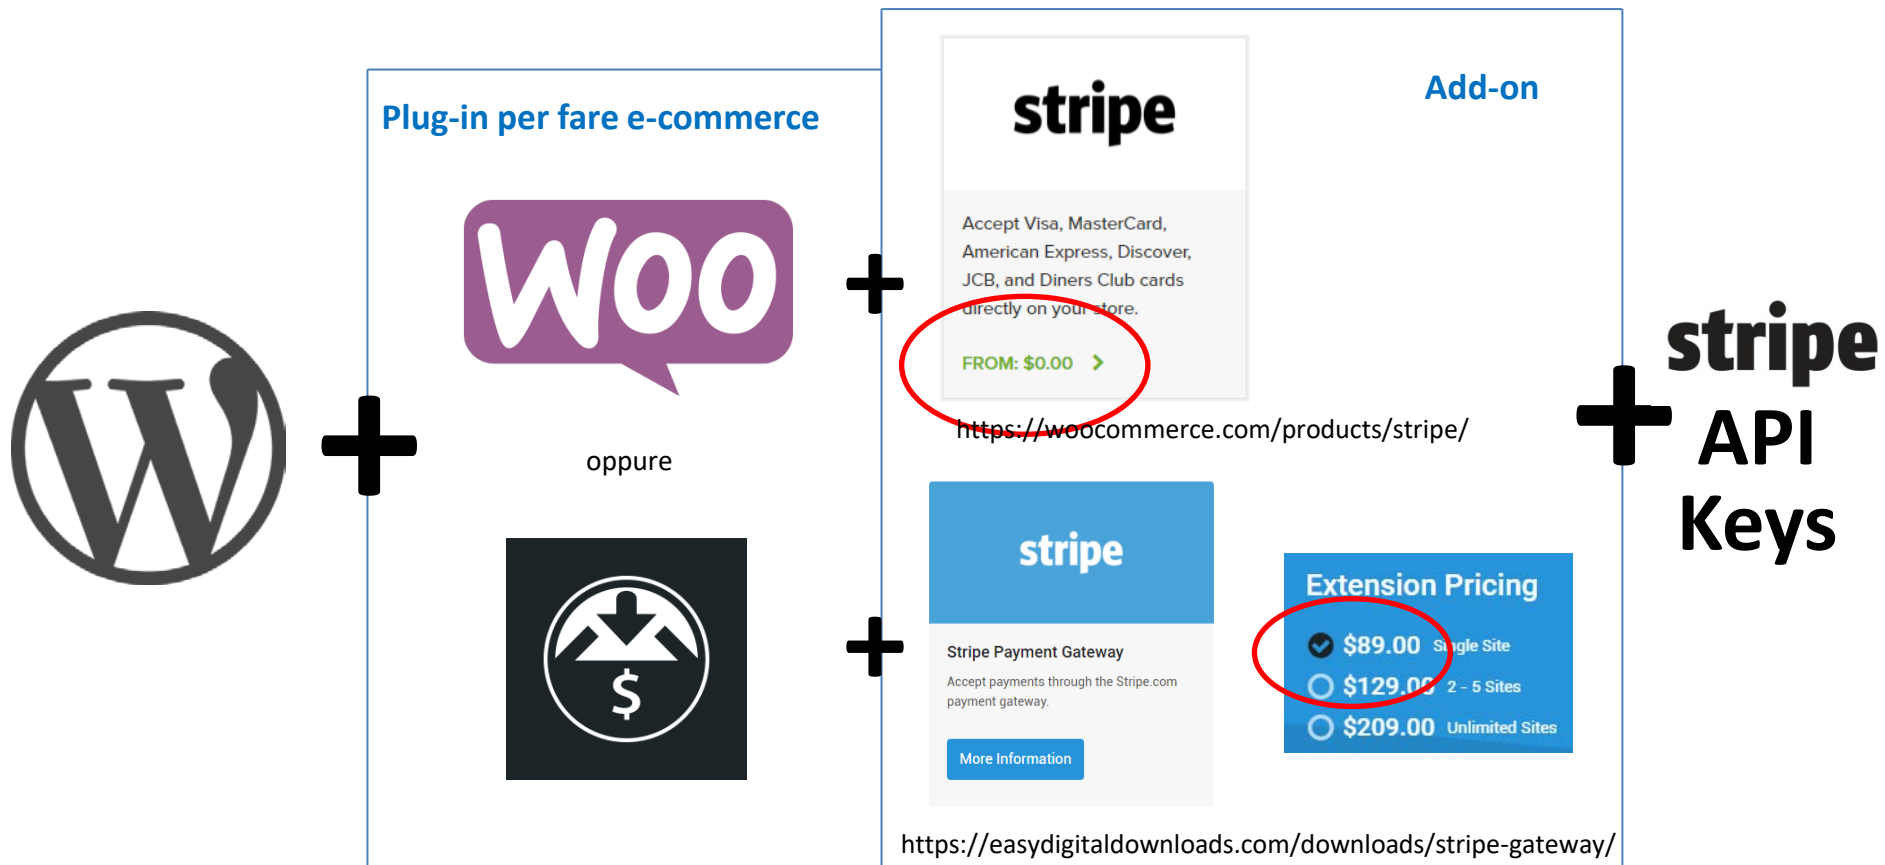 Plug-in per fare e-commerce
WOO
oppure
$
Add-on
stripe
Accept Visa, MasterCard,
American Express, Discover,
JCB, and Diners Club cards
directly on your store.
FROM: $0.00
https://woocommerce.com/products/stripe/
stripe
Stripe Payment Gateway
Accept payments through the Stripe.com
payment gateway.
More Information
Extension Pricing
$89.00 Single Site
$129.00 2 - 5 Sites
$209.00 Unlimited Sites
https://easydigitaldownloads.com/downloads/stripe-gateway/
stripe
API
Keys